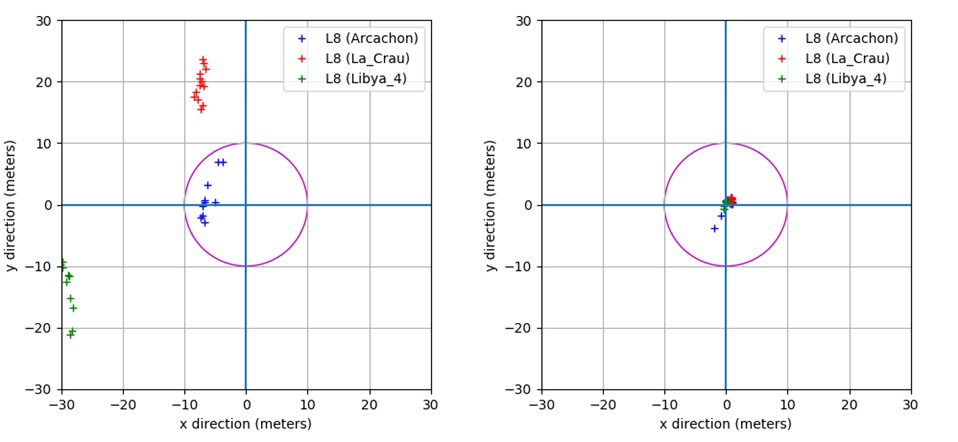 30
20
10
0
−10
−20
−30
−30
−20
−10
0
10
20
30
x direction (meters)
y direction (meters)
L8 (Arcachon)
L8 (La_Crau)
L8 (Libya_4)
30
20
10
0
−10
−20
−30
−30
−20
−10
0
10
20
30
x direction (meters)
y direction (meters)
L8 (Arcachon)
L8 (La_Crau)
L8 (Libya_4)